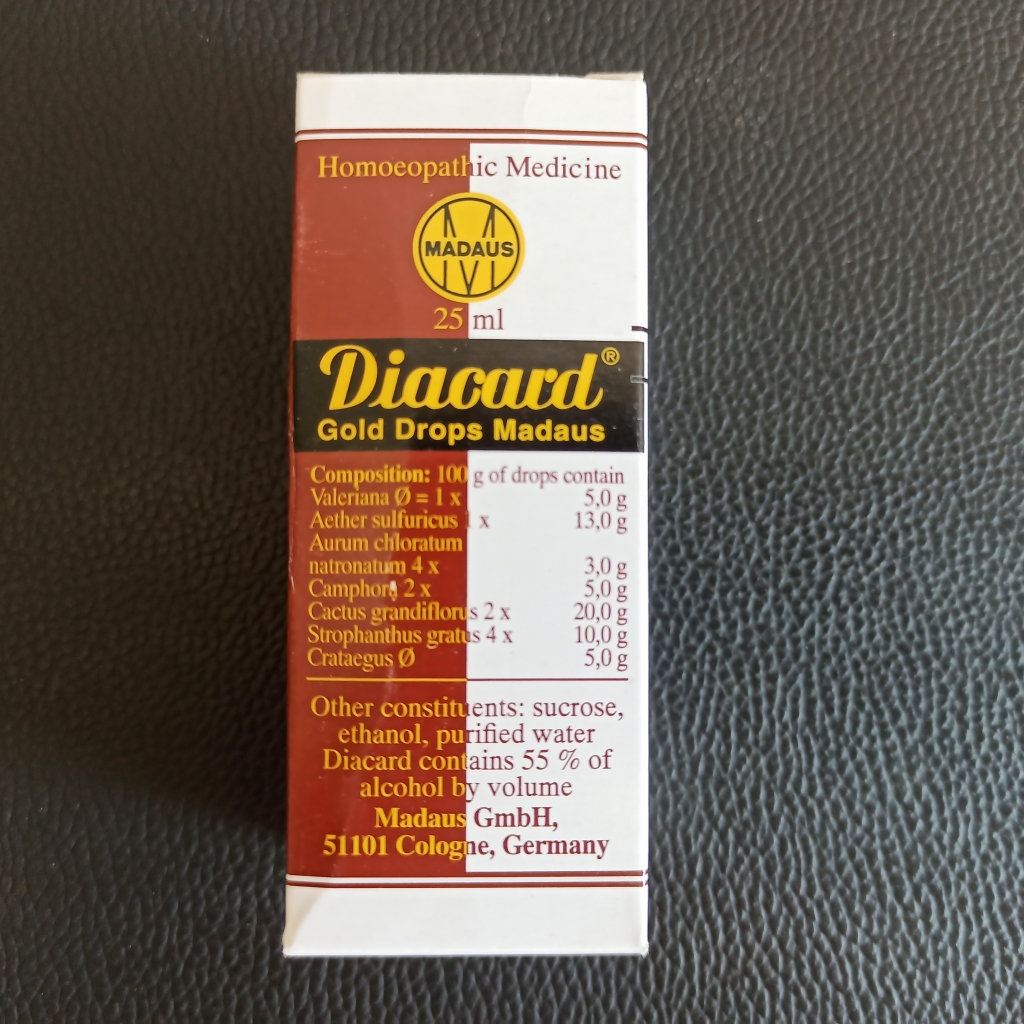 Homoeopathic Medicine
MADAUS
25 ml
Diacard®
Gold Drops Madaus
Composition: 100 g of drops contain
Valeriana Ø = 1 x 5,0 g
Aether sulfuricus 1 x 13,0 g
Aurum chloratum
natronatum 4 x 3,0 g
Camphora 2 x 5,0 g
Cactus grandiflorus 2 x 20,0 g
Strophanthus gratus 4 x 10,0 g
Crataegus Ø 5,0 g
Other constituents: sucrose,
ethanol, purified water
Diacard contains 55 % of
alcohol by volume
Madaus GmbH,
51101 Cologne, Germany